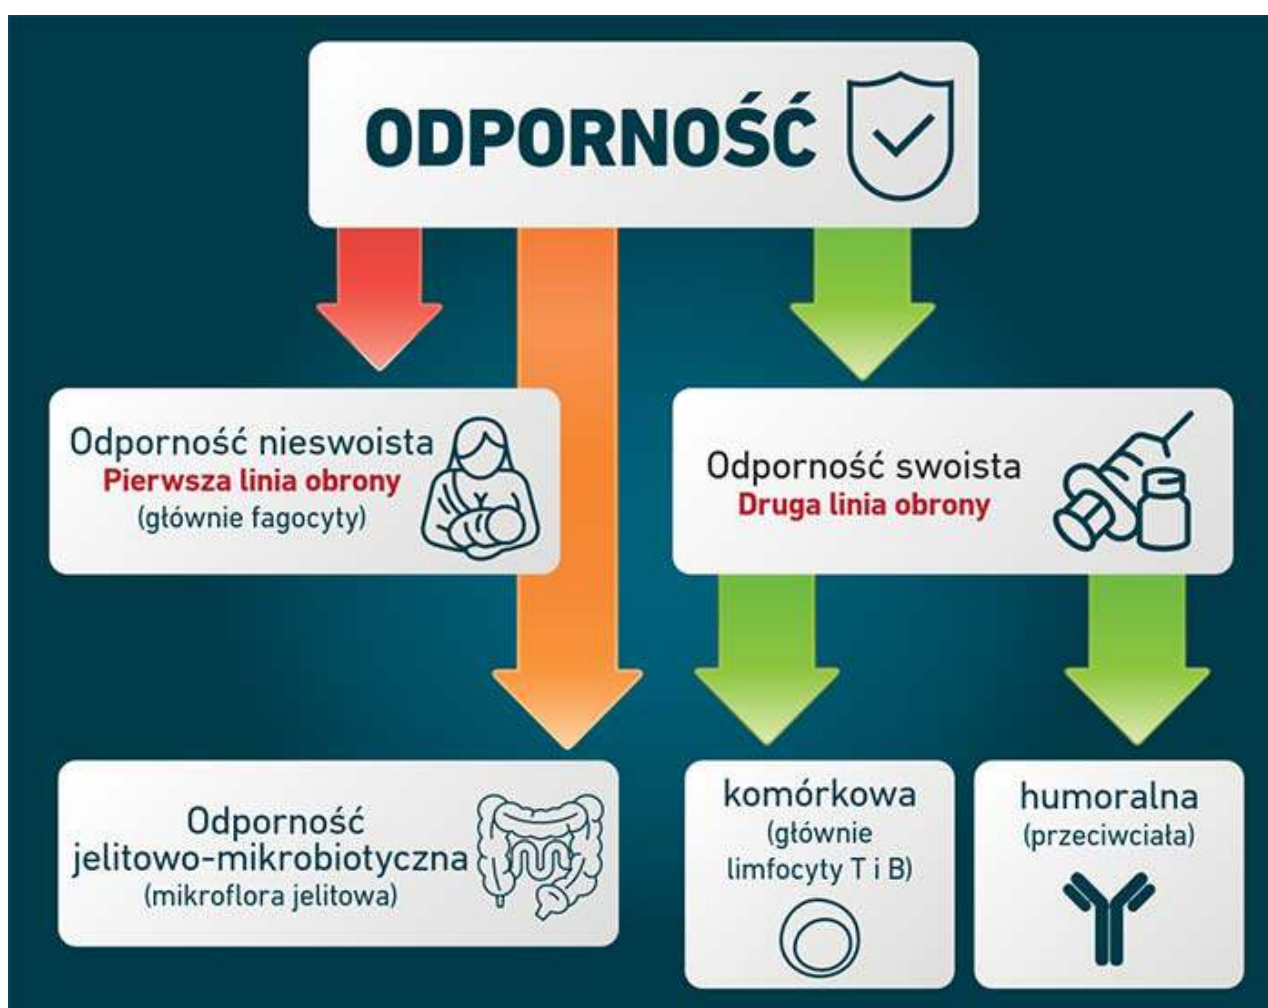 ODPORNOŚĆ
Odporność nieswoista
Pierwsza linia obrony
(głównie fagocyty)
Odporność swoista
Druga linia obrony
Odporność
jelitowo-mikrobiotyczna
(mikroflora jelitowa)
komórkowa
(głównie
limfocyty T i B)
humoralna
(przeciwciała)